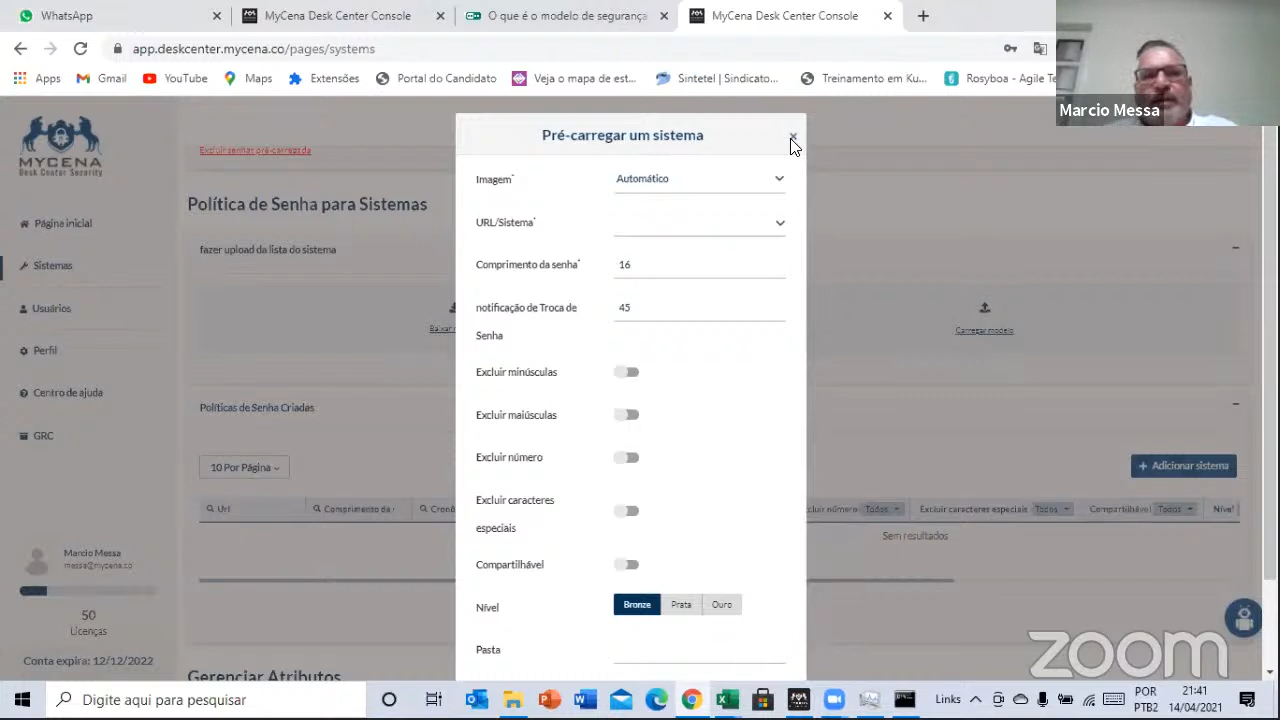 WhatsApp
MyCena Desk Center Console
O que é o modelo de segurança
MyCena Desk Center Console
app.deskcenter.mycena.co/pages/systems
Apps
Gmail
YouTube
Maps
Extensões
Portal do Candidato
Veja o mapa de est...
Sintetel | Sindicato...
Treinamento em Ku...
Rosyboa - Agile Te
Marcio Messa
MYCENA
Desk Center Security
Página inicial
Sistemas
Usuários
Perfil
Centro de ajuda
GRC
Marcio Messa
messa@mycena.co
50
Licenças
Conta expira: 12/12/2022
Excluir senhas pré-carregada
Política de Senha para Sistemas
fazer upload da lista do sistema
Carregar modelo
Políticas de Senha Criadas
10 Por Página
+ Adicionar sistema
Url
Comprimento da
Todos
Excluir caracteres especiais
Todos
Compartilhável
Todos
Nível
Sem resultados
Gerenciar Atributos
Pré-carregar um sistema
×
Imagem*
Automático
URL/Sistema*
Comprimento da senha*
16
notificação de Troca de
Senha
45
Excluir minúsculas
Excluir maiúsculas
Excluir número
Excluir caracteres
especiais
Compartilhável
Nível
Bronze
Prata
Ouro
Pasta
zoom
Digite aqui para pesquisar
Links
POR
PTB2
21:41
14/04/2021